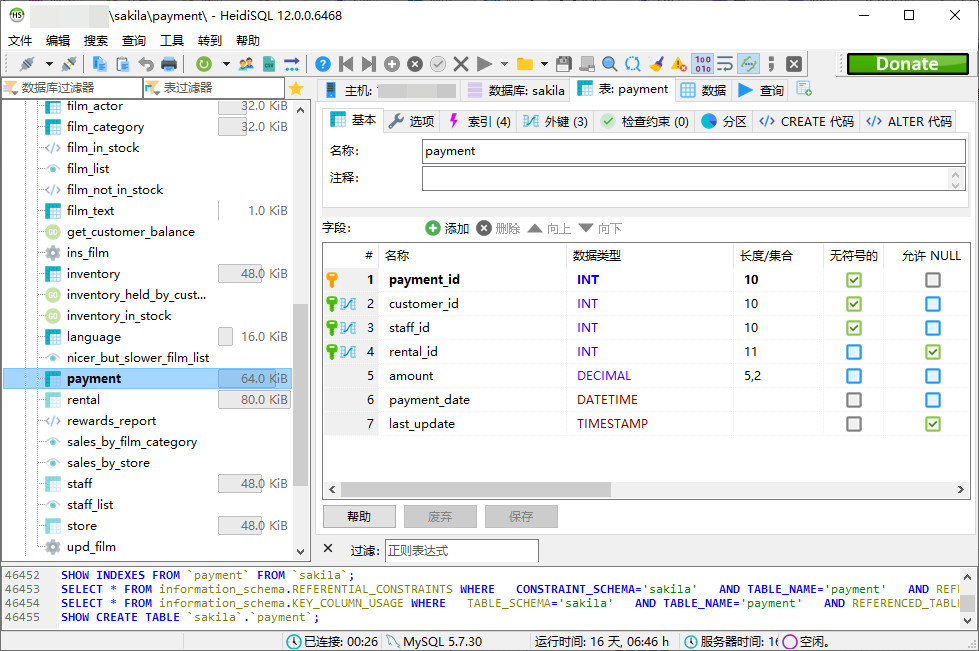 \sakila\payment\ - HeidiSQL 12.0.0.6468
文件 编辑 搜索 查询 工具 转到 帮助
Donate
数据库过滤器 表过滤器
主机: 数据库: sakila 表: payment 数据 查询
film_actor 32.0 KiB
film_category 32.0 KiB
film_in_stock
film_list
film_not_in_stock
film_text 1.0 KiB
get_customer_balance
ins_film
inventory 48.0 KiB
inventory_held_by_cust...
inventory_in_stock
language 16.0 KiB
nicer_but_slower_film_list
payment 64.0 KiB
rental 80.0 KiB
rewards_report
sales_by_film_category
sales_by_store
staff 48.0 KiB
staff_list
store 48.0 KiB
upd_film
基本 选项 索引 (4) 外键 (3) 检查约束 (0) 分区 CREATE 代码 ALTER 代码
名称: payment
注释:
字段: 添加 删除 向上 向下
# 名称 数据类型 长度/集合 无符号的 允许 NULL
1 payment_id INT 10
2 customer_id INT 10
3 staff_id INT 10
4 rental_id INT 11
5 amount DECIMAL 5,2
6 payment_date DATETIME
7 last_update TIMESTAMP
帮助 废弃 保存
过滤: 正则表达式
46452 SHOW INDEXES FROM `payment` FROM `sakila`;
46453 SELECT * FROM information_schema.REFERENTIAL_CONSTRAINTS WHERE CONSTRAINT_SCHEMA='sakila' AND TABLE_NAME='payment' AND REFE
46454 SELECT * FROM information_schema.KEY_COLUMN_USAGE WHERE TABLE_SCHEMA='sakila' AND TABLE_NAME='payment' AND REFERENCED_TABL
46455 SHOW CREATE TABLE `sakila`.`payment`;
已连接: 00:26 MySQL 5.7.30 运行时间: 16 天, 06:46 h 服务器时间: 16 空闲。